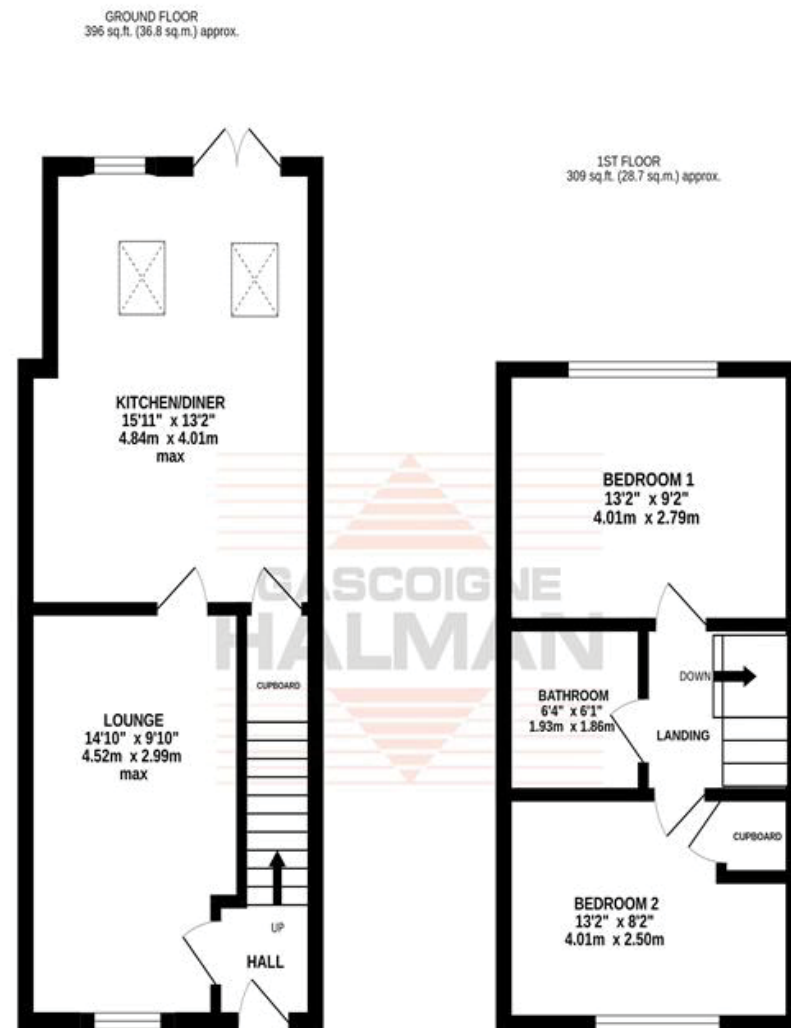 GROUND FLOOR
396 sq.ft. (36.8 sq.m.) approx.
KITCHEN/DINER
15'11" x 13'2"
4.84m x 4.01m
max
LOUNGE
14'10" x 9'10"
4.52m x 2.99m
max
CUPBOARD
UP
HALL
1ST FLOOR
309 sq.ft. (28.7 sq.m.) approx.
BEDROOM 1
13'2" x 9'2"
4.01m x 2.79m
BATHROOM
6'4" x 6'1"
1.93m x 1.86m
DOWN
LANDING
CUPBOARD
BEDROOM 2
13'2" x 8'2"
4.01m x 2.50m
GASCOIGNE
HALMAN